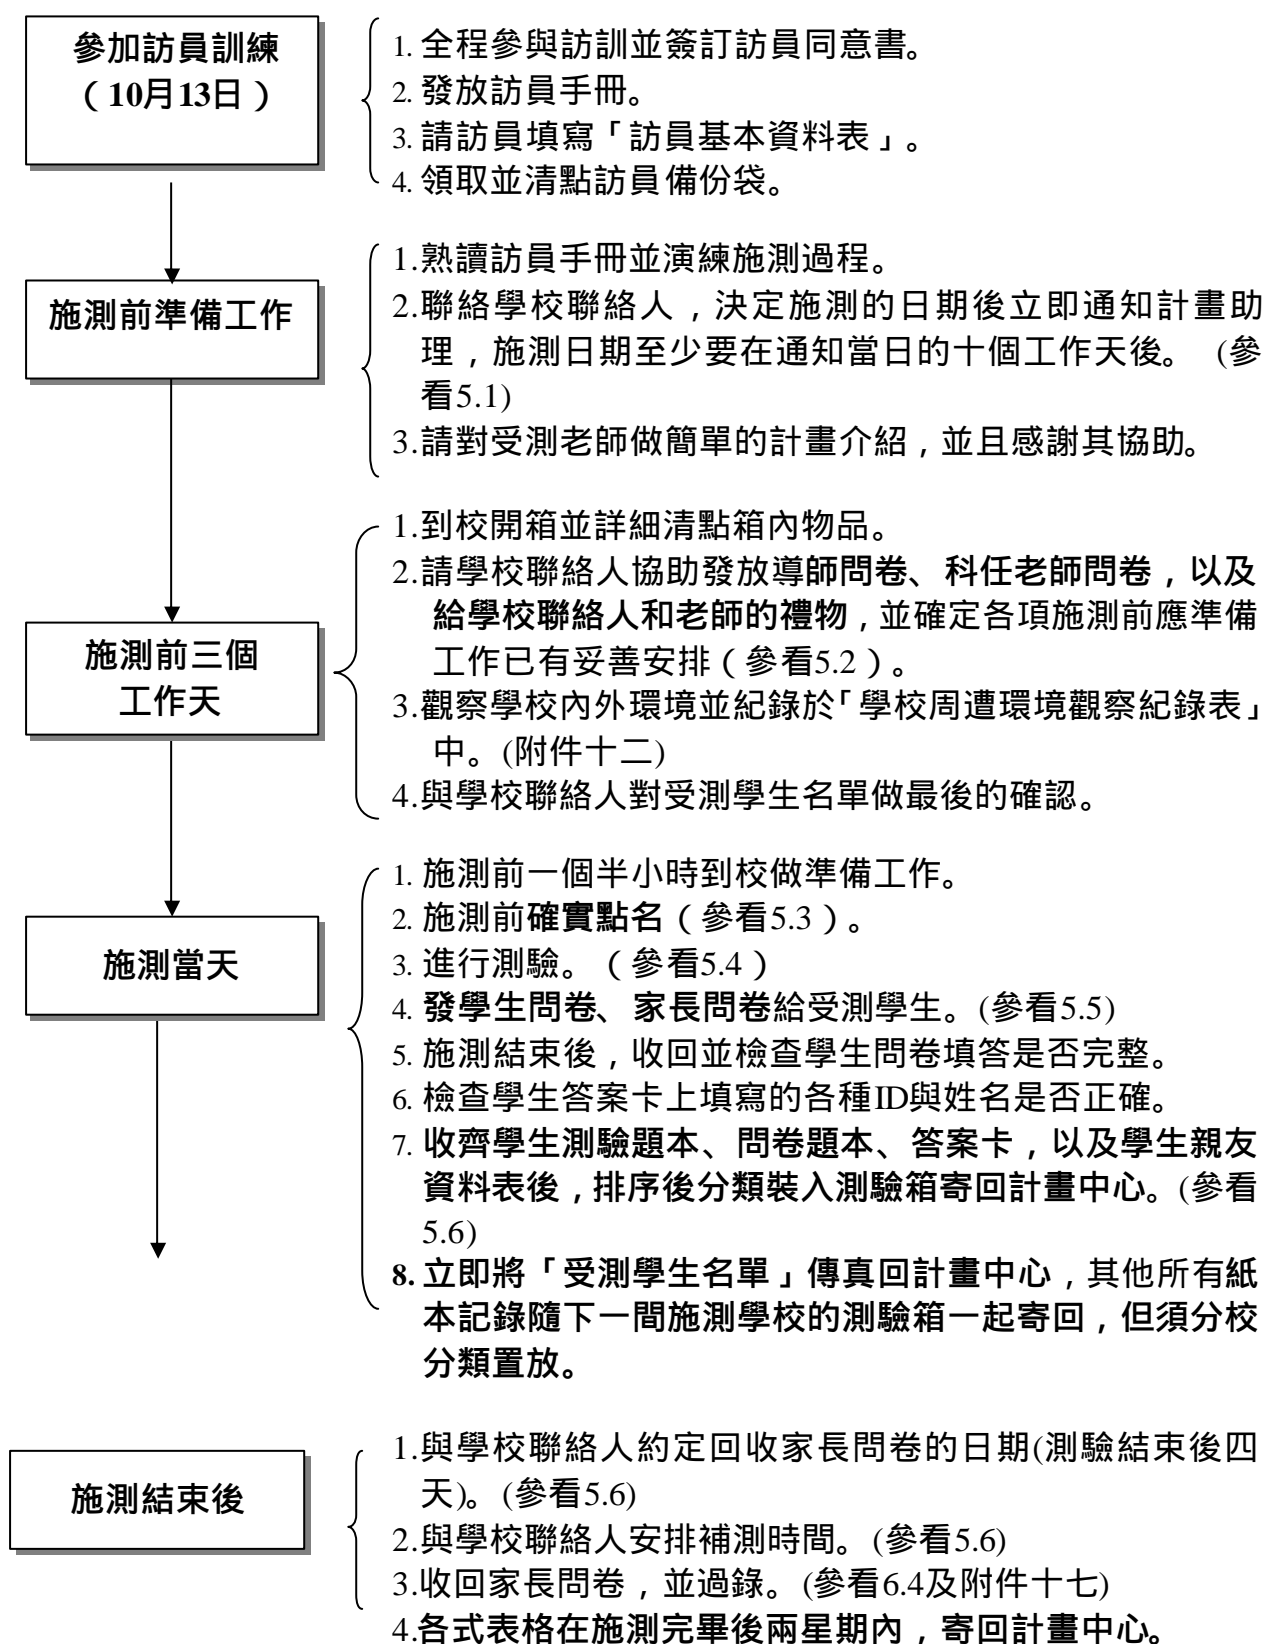 參加訪員訓練
（10月13日）
1. 全程參與訪訓並簽訂訪員同意書。
2. 發放訪員手冊。
3. 請訪員填寫「訪員基本資料表」。
4. 領取並清點訪員備份袋。
施測前準備工作
1.熟讀訪員手冊並演練施測過程。
2.聯絡學校聯絡人，決定施測的日期後立即通知計畫助
理，施測日期至少要在通知當日的十個工作天後。 (參
看5.1)
3.請對受測老師做簡單的計畫介紹，並且感謝其協助。
施測前三個
工作天
1.到校開箱並詳細清點箱內物品。
2.請學校聯絡人協助發放導師問卷、科任老師問卷，以及
給學校聯絡人和老師的禮物，並確定各項施測前應準備
工作已有妥善安排（參看5.2）。
3.觀察學校內外環境並紀錄於「學校周遭環境觀察紀錄表」
中。(附件十二)
4.與學校聯絡人對受測學生名單做最後的確認。
施測當天
1. 施測前一個半小時到校做準備工作。
2. 施測前確實點名（參看5.3）。
3. 進行測驗。（參看5.4）
4. 發學生問卷、家長問卷給受測學生。(參看5.5)
5. 施測結束後，收回並檢查學生問卷填答是否完整。
6. 檢查學生答案卡上填寫的各種ID與姓名是否正確。
7. 收齊學生測驗題本、問卷題本、答案卡，以及學生親友
資料表後，排序後分類裝入測驗箱寄回計畫中心。(參看
5.6)
8. 立即將「受測學生名單」傳真回計畫中心，其他所有紙
本記錄隨下一間施測學校的測驗箱一起寄回，但須分校
分類置放。
施測結束後
1.與學校聯絡人約定回收家長問卷的日期(測驗結束後四
天)。(參看5.6)
2.與學校聯絡人安排補測時間。(參看5.6)
3.收回家長問卷，並過錄。(參看6.4及附件十七)
4.各式表格在施測完畢後兩星期內，寄回計畫中心。